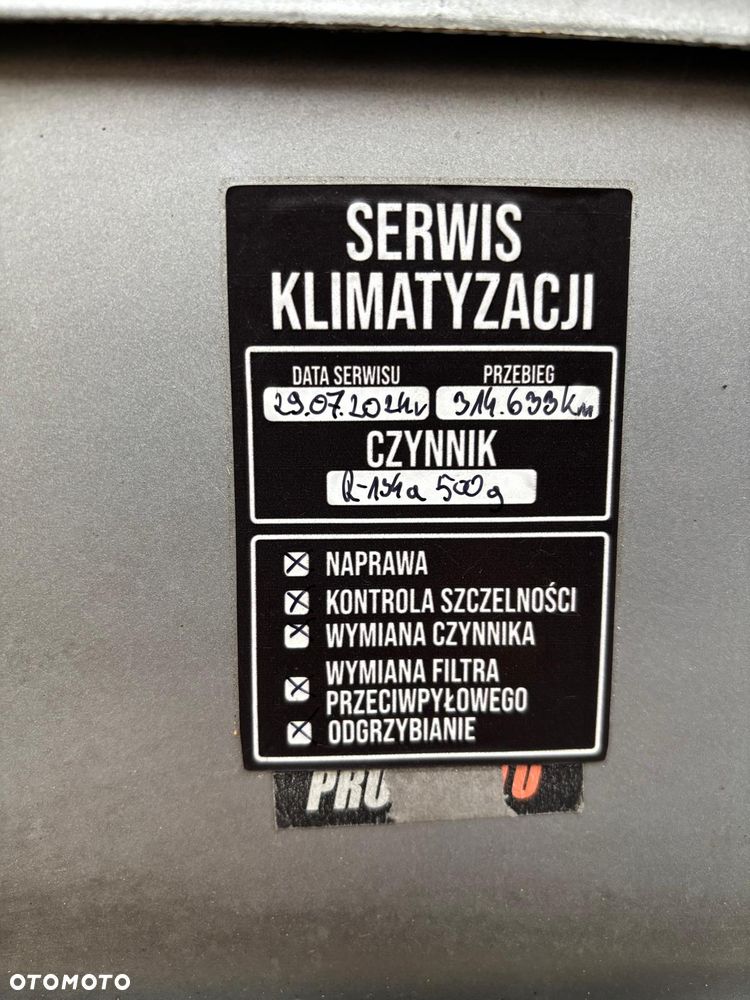 SERWIS
KLIMATYZACJI
DATA SERWISU PRZEBIEG
29.07.2024r 314.633km
CZYNNIK
R-134a 500g
NAPRAWA
KONTROLA SZCZELNOŚCI
WYMIANA CZYNNIKA
WYMIANA FILTRA
PRZECIWPYŁOWEGO
ODGRZYBIANIE
OTOMOTO